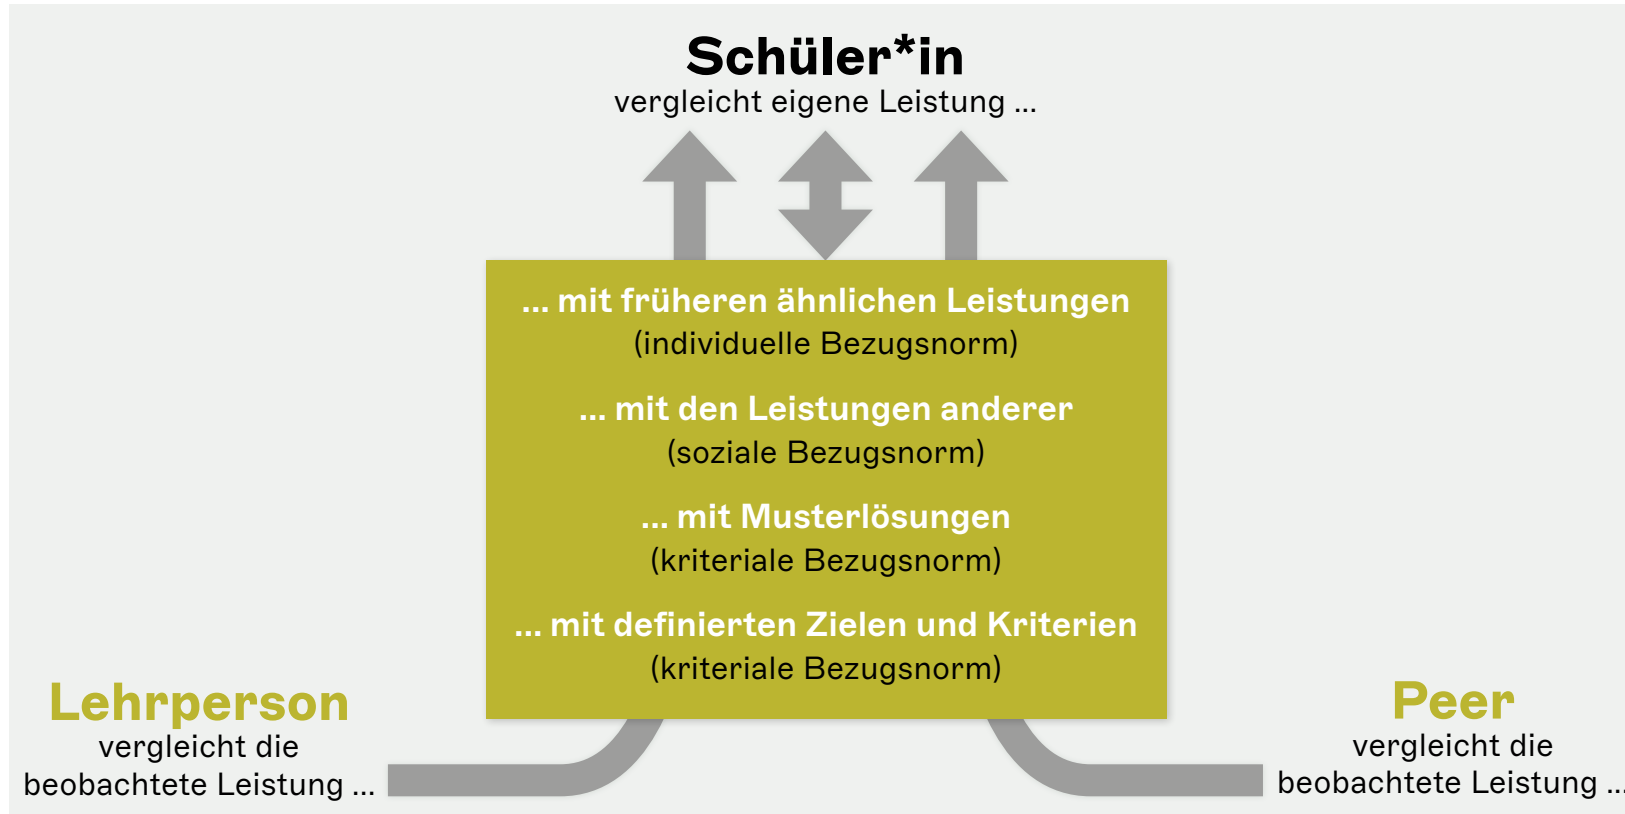 Schüler*in
vergleicht eigene Leistung ...
... mit früheren ähnlichen Leistungen
(individuelle Bezugsnorm)
... mit den Leistungen anderer
(soziale Bezugsnorm)
... mit Musterlösungen
(kriteriale Bezugsnorm)
... mit definierten Zielen und Kriterien
(kriteriale Bezugsnorm)
Lehrperson
vergleicht die
beobachtete Leistung ...
Peer
vergleicht die
beobachtete Leistung ...